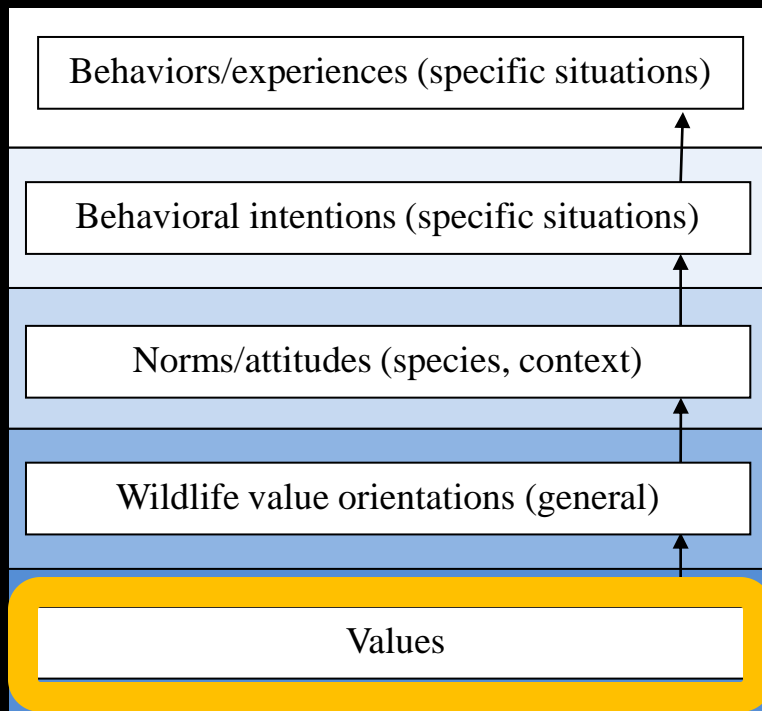 Behaviors/experiences (specific situations)
Behavioral intentions (specific situations)
Norms/attitudes (species, context)
Wildlife value orientations (general)
Values